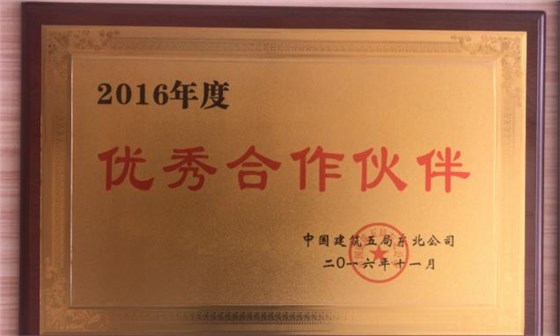 2016年度
优秀合作伙伴
中国建筑五局东北公司
二〇一六年十一月